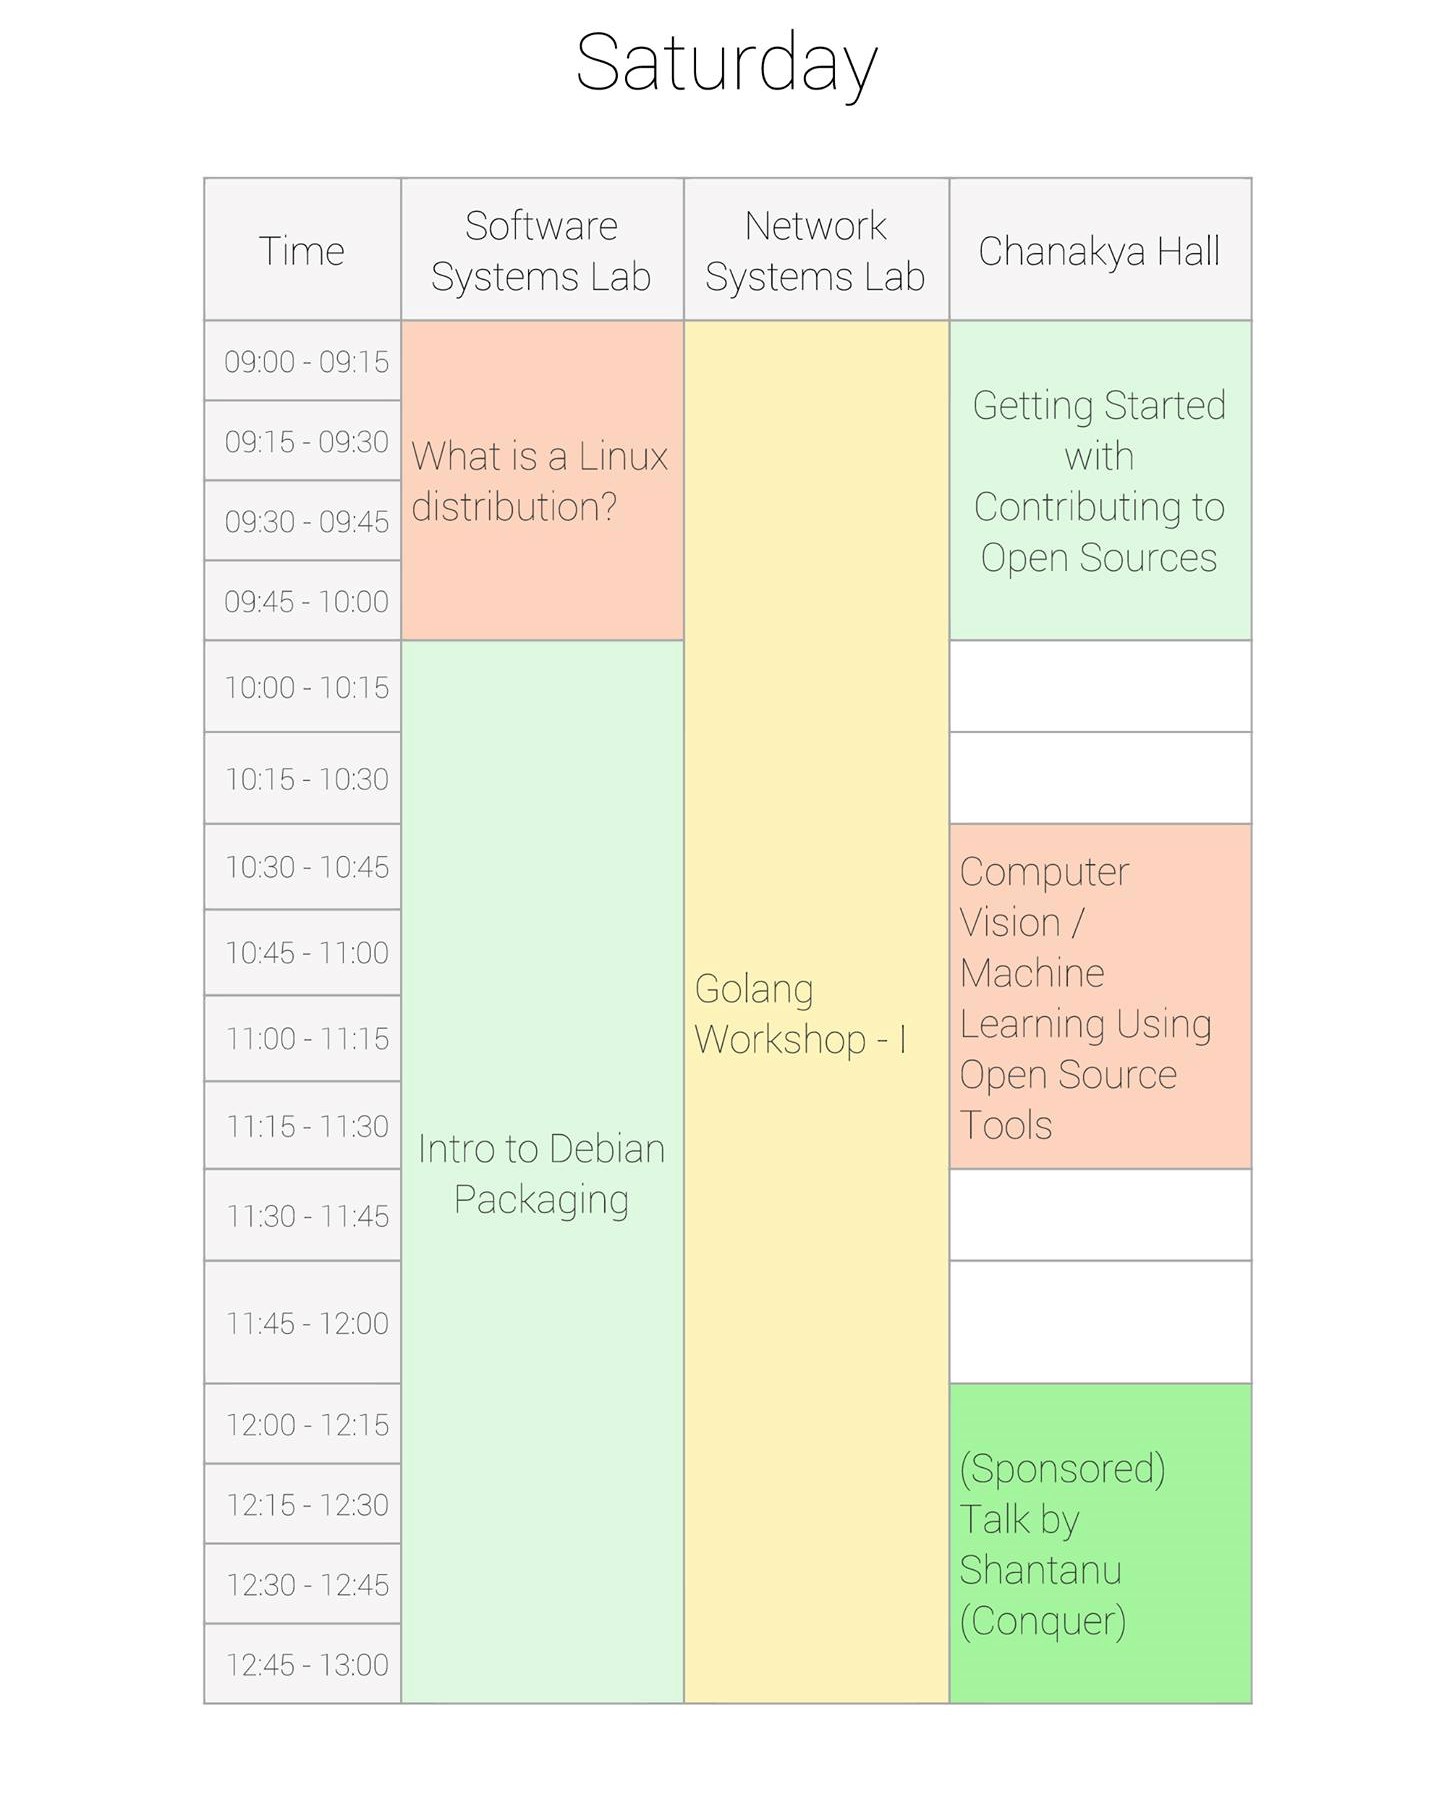 Saturday
Time
Software
Systems Lab
Network
Systems Lab
Chanakya Hall
09:00 - 09:15
09:15 - 09:30
09:30 - 09:45
09:45 - 10:00
10:00 - 10:15
10:15 - 10:30
10:30 - 10:45
10:45 - 11:00
11:00 - 11:15
11:15 - 11:30
11:30 - 11:45
11:45 - 12:00
12:00 - 12:15
12:15 - 12:30
12:30 - 12:45
12:45 - 13:00
What is a Linux
distribution?
Intro to Debian
Packaging
Golang
Workshop - I
Getting Started
with
Contributing to
Open Sources
Computer
Vision /
Machine
Learning Using
Open Source
Tools
(Sponsored)
Talk by
Shantanu
(Conquer)